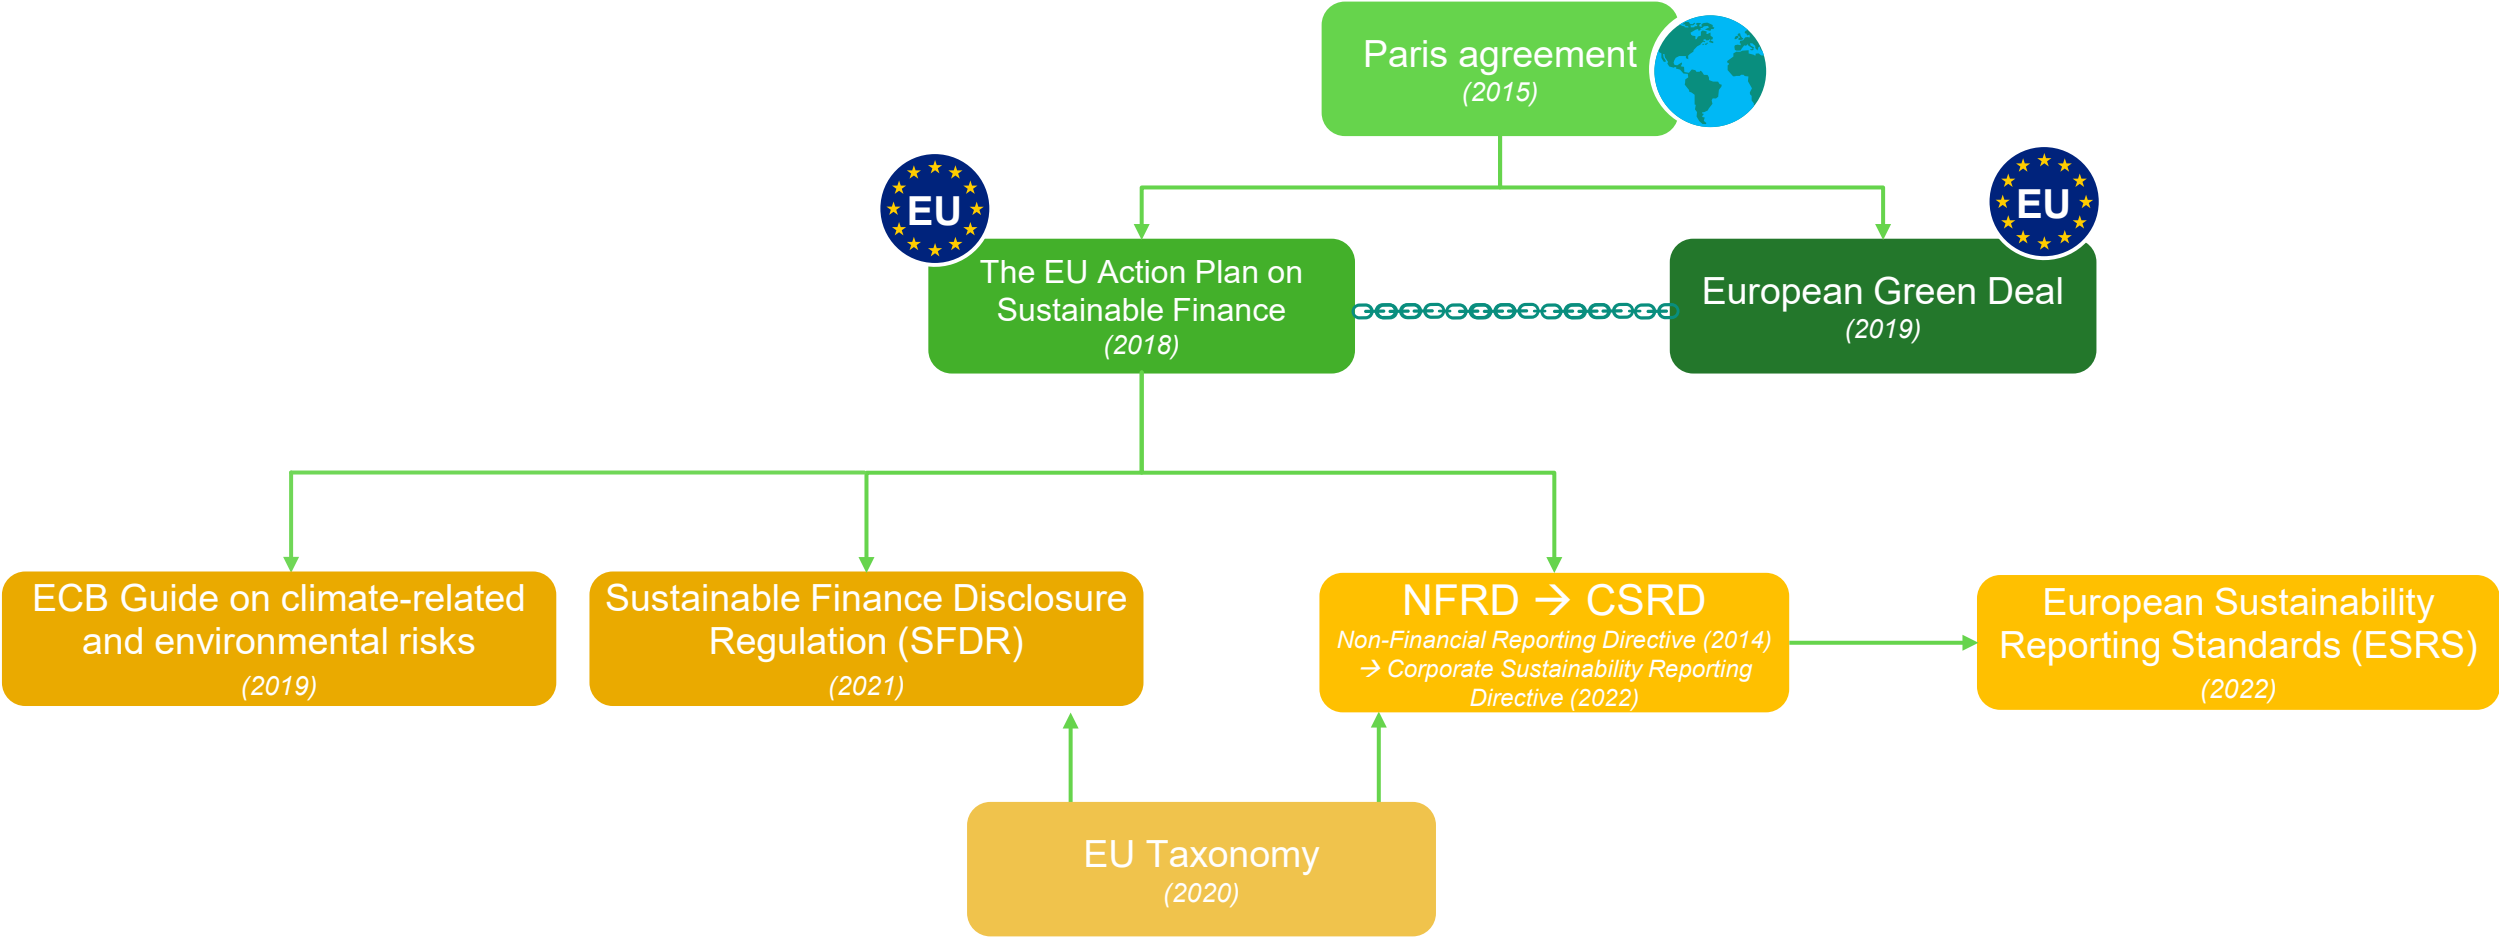 Paris agreement
(2015)
EU
The EU Action Plan on
Sustainable Finance
(2018)
EU
European Green Deal
(2019)
ECB Guide on climate-related
and environmental risks
(2019)
Sustainable Finance Disclosure
Regulation (SFDR)
(2021)
NFRD → CSRD
Non-Financial Reporting Directive (2014)
→ Corporate Sustainability Reporting
Directive (2022)
European Sustainability
Reporting Standards (ESRS)
(2022)
EU Taxonomy
(2020)